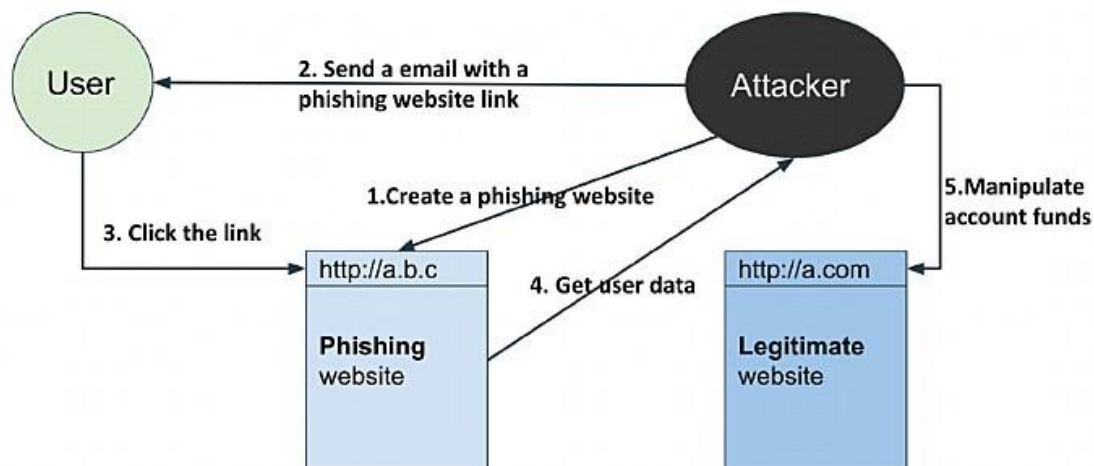 User
2. Send a email with a
phishing website link
Attacker
1.Create a phishing website
5.Manipulate
account funds
3. Click the link
http://a.b.c
4. Get user data
http://a.com
Phishing
website
Legitimate
website